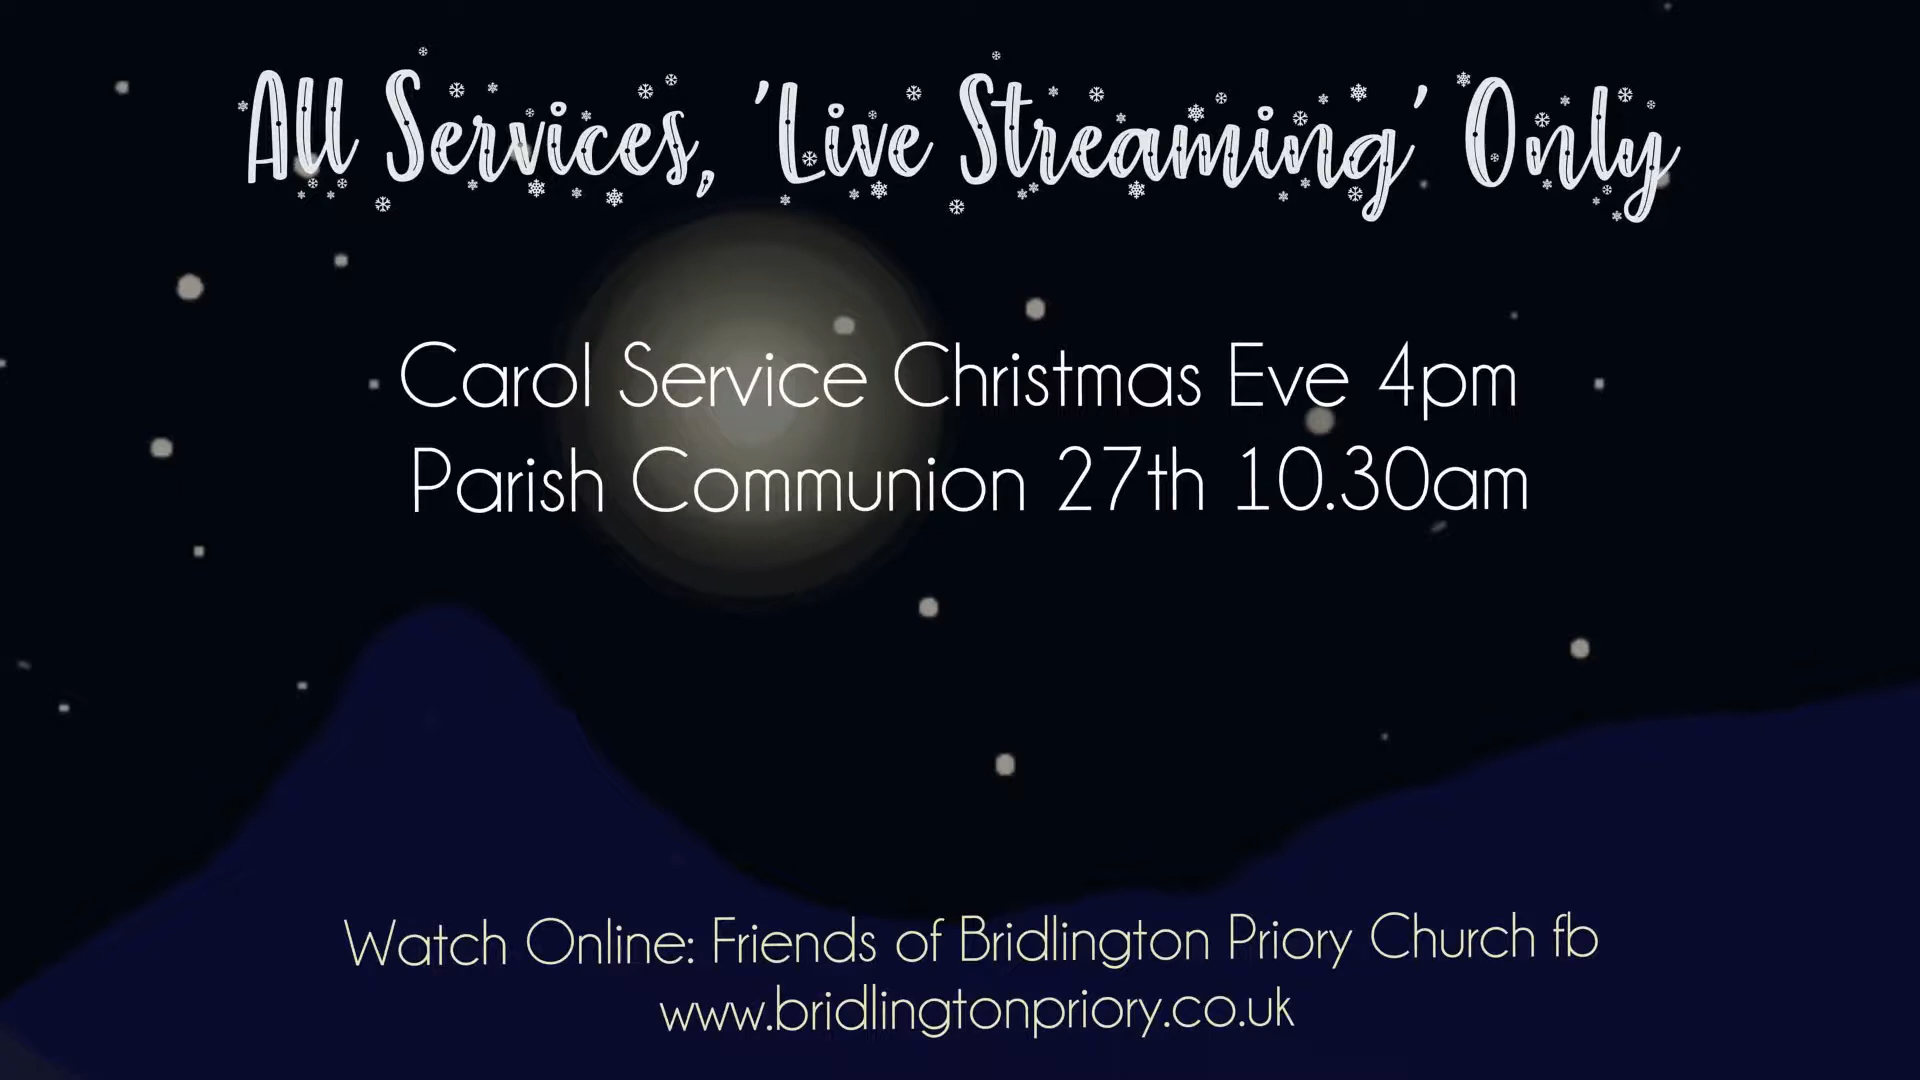 All Services, 'Live Streaming' Only
Carol Service Christmas Eve 4pm
Parish Communion 27th 10.30am
Watch Online: Friends of Bridlington Priory Church fb
www.bridlingtonpriory.co.uk